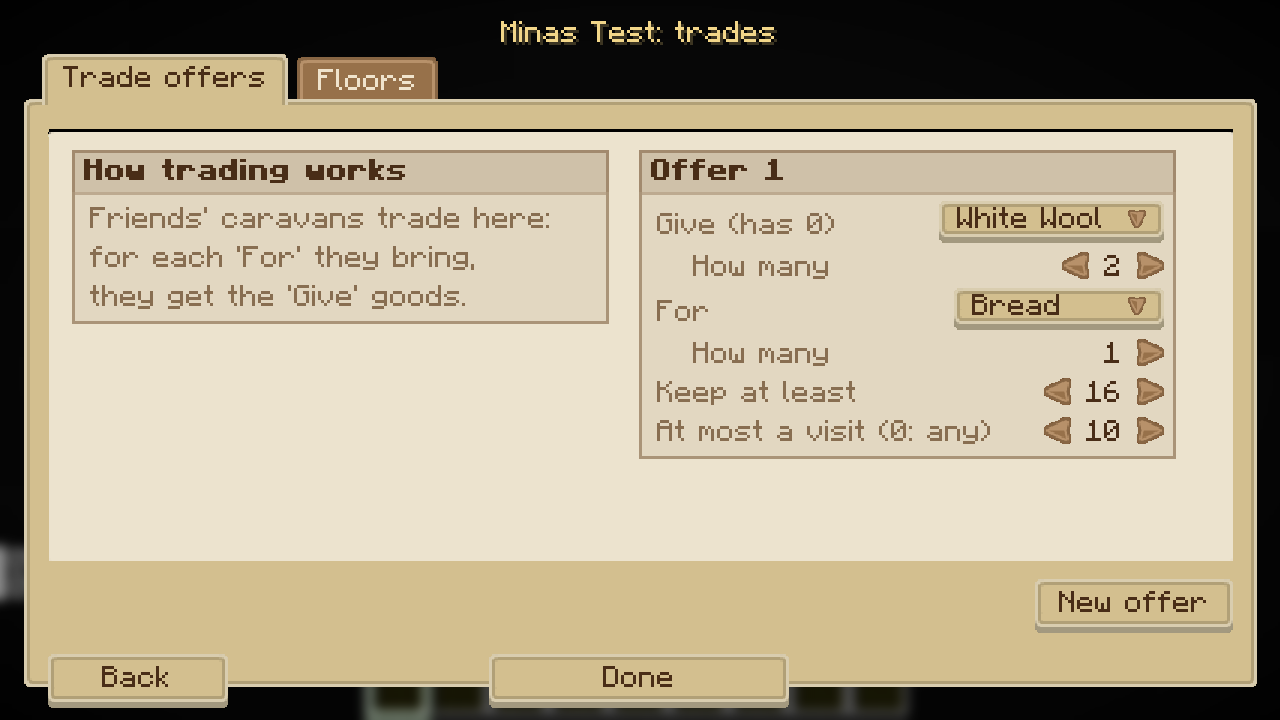 Minas Test: trades
Trade offers
Floors
How trading works
Friends' caravans trade here:
for each 'For' they bring,
they get the 'Give' goods.
Offer 1
Give (has 0)
White Wool
How many
2
For
Bread
How many
1
Keep at least
16
At most a visit (0: any)
10
New offer
Back
Done